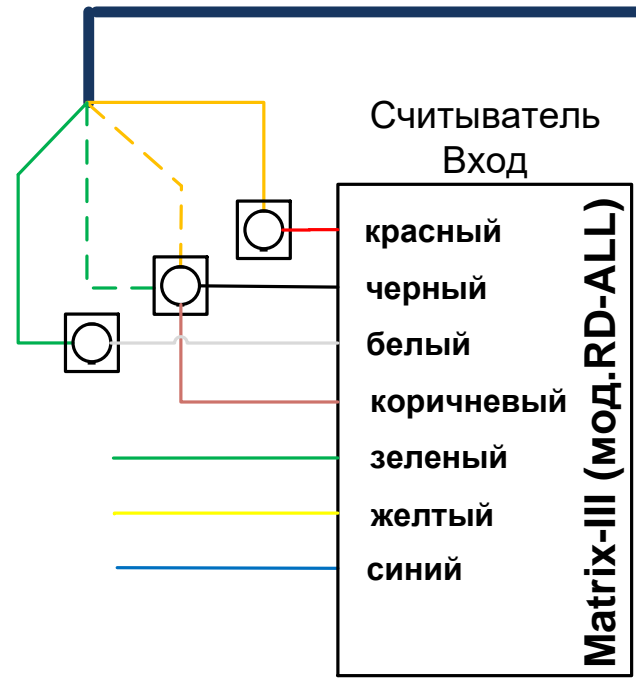 Считыватель
Вход
красный
черный
белый
коричневый
зеленый
желтый
синий
Matrix-III (мод.RD-ALL)